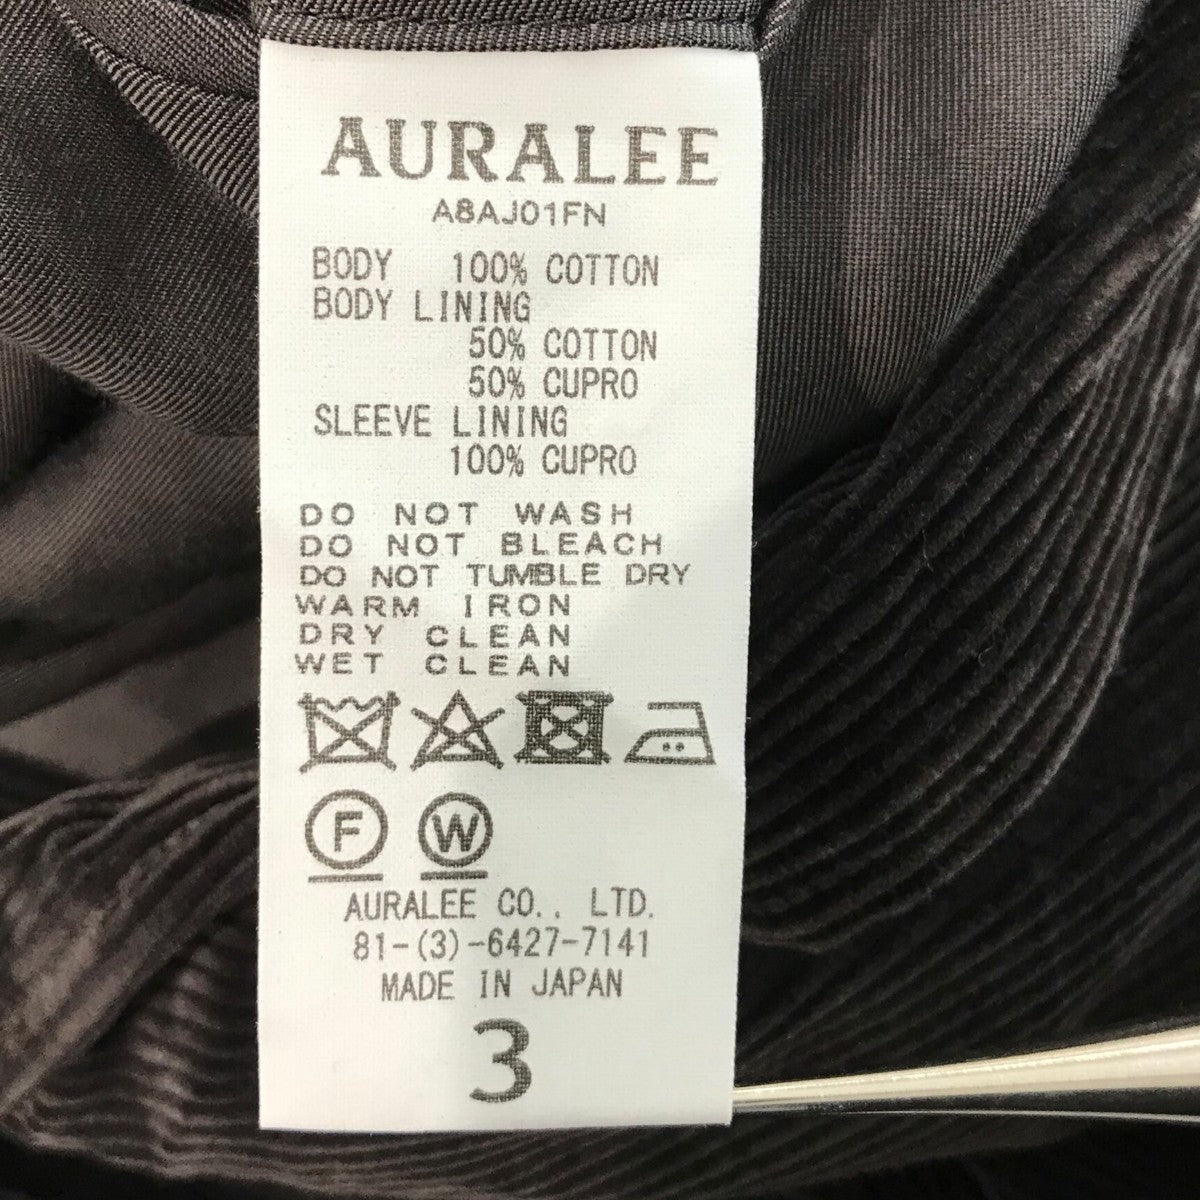 AURALEE
A8AJ01FN
BODY 100% COTTON
BODY LINING
50% COTTON
50% CUPRO
SLEEVE LINING
100% CUPRO
DO NOT WASH
DO NOT BLEACH
DO NOT TUMBLE DRY
WARM IRON
DRY CLEAN
WET CLEAN
F W
AURALEE CO., LTD.
81-(3)-6427-7141
MADE IN JAPAN
3